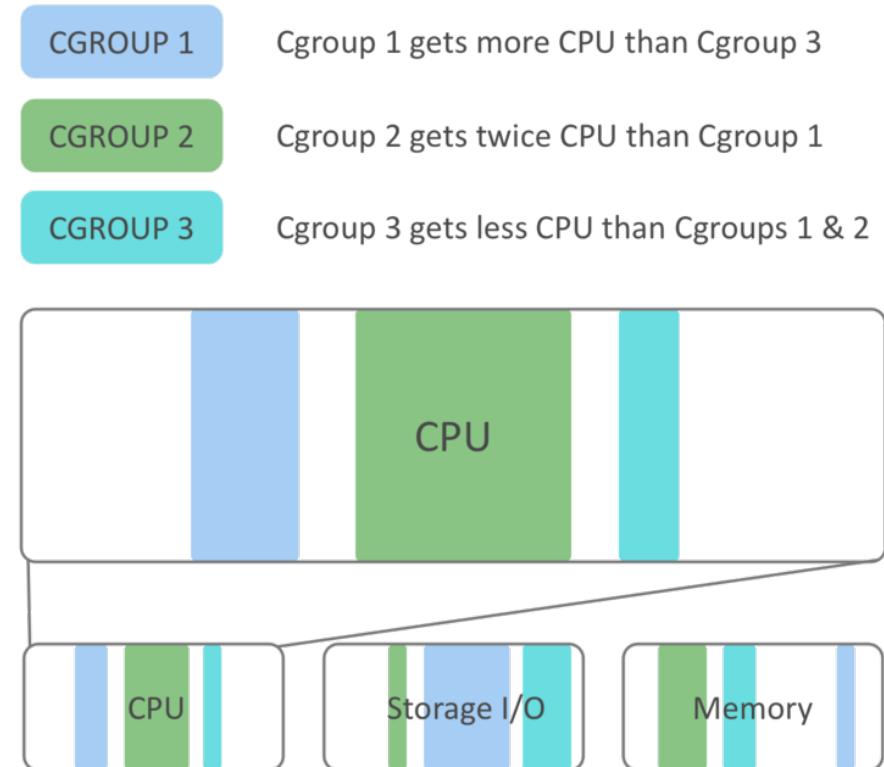 CGROUP 1
Cgroup 1 gets more CPU than Cgroup 3
CGROUP 2
Cgroup 2 gets twice CPU than Cgroup 1
CGROUP 3
Cgroup 3 gets less CPU than Cgroups 1 & 2
CPU
CPU
Storage I/O
Memory